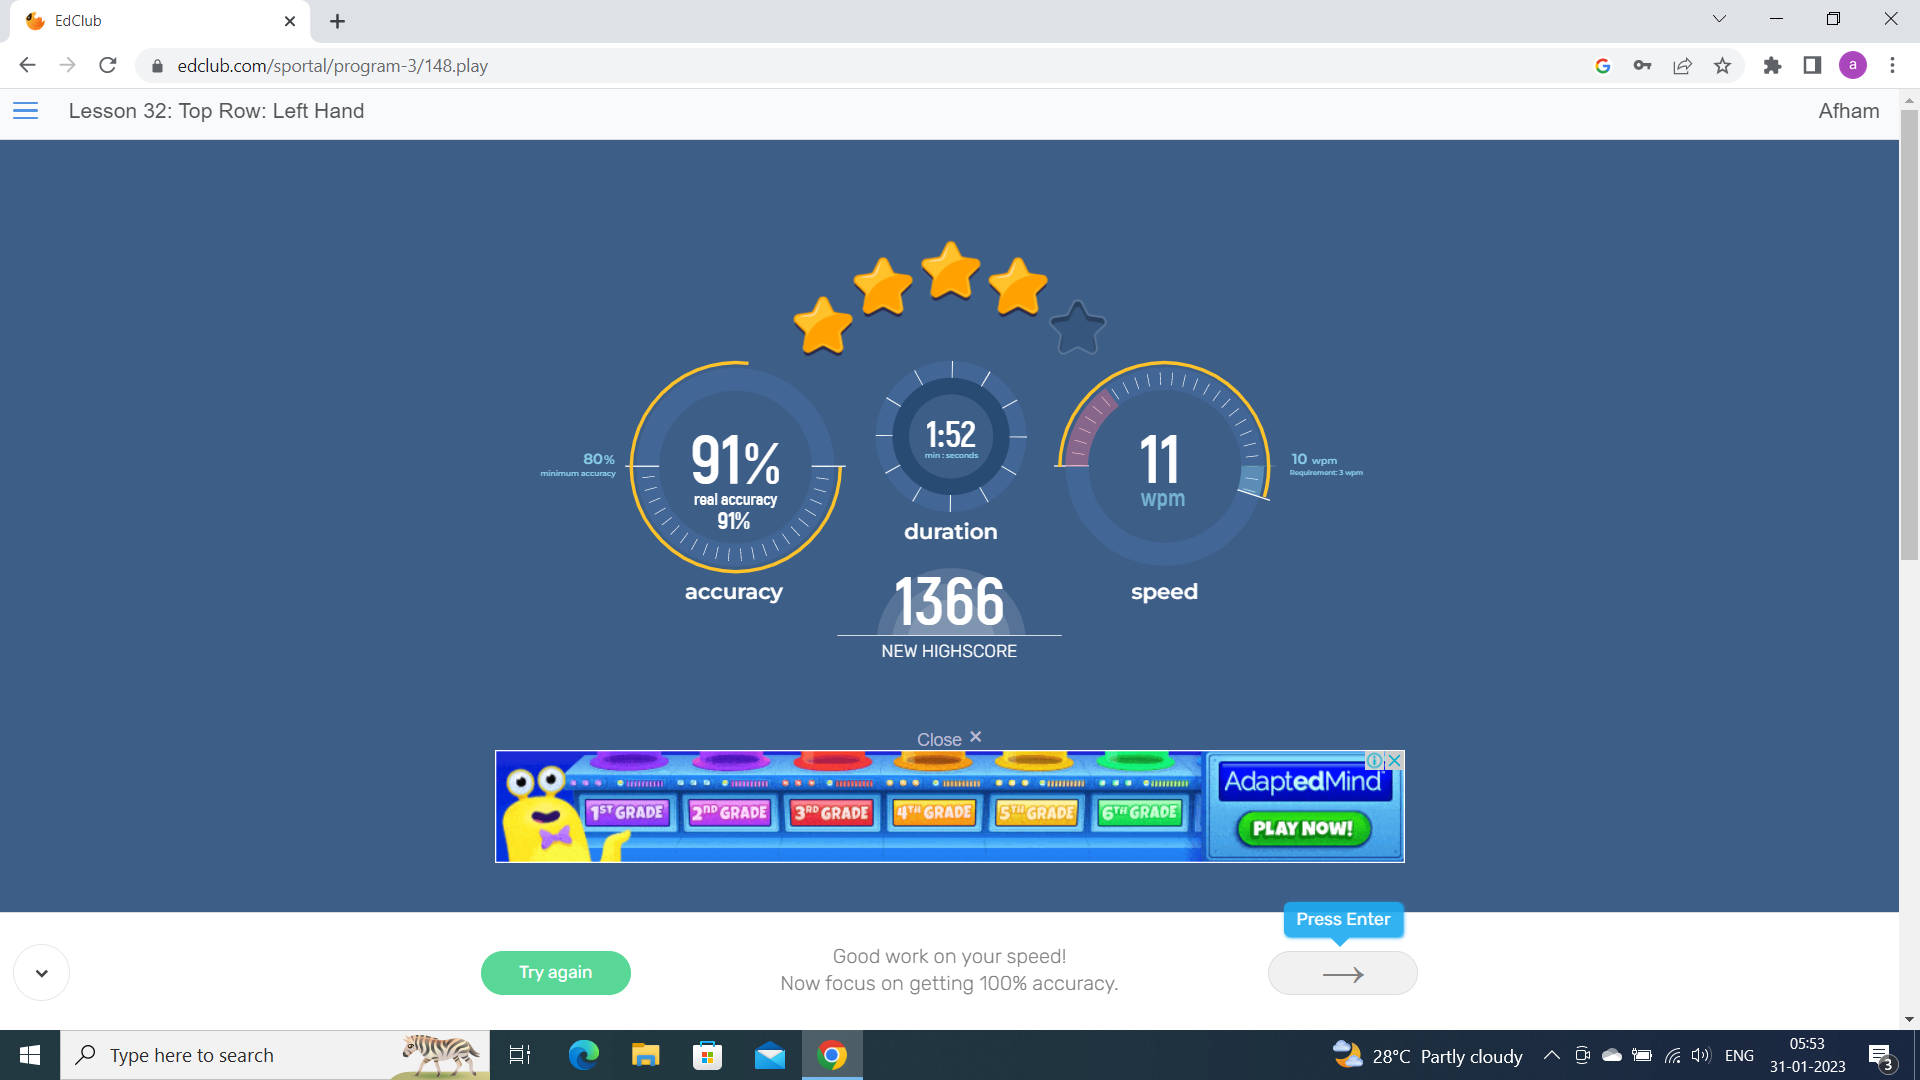 EdClub
edclub.com/sportal/program-3/148.play
a
Lesson 32: Top Row: Left Hand
Afham
80%
minimum accuracy
91%
real accuracy
91%
accuracy
1:52
min : seconds
duration
11
wpm
speed
10 wpm
Requirement: 3 wpm
1366
NEW HIGHSCORE
Close ×
1ST GRADE
2ND GRADE
3RD GRADE
4TH GRADE
5TH GRADE
6TH GRADE
AdaptedMind
PLAY NOW!
Press Enter
Try again
Good work on your speed!
Now focus on getting 100% accuracy.
Type here to search
28°C Partly cloudy
ENG
05:53
31-01-2023
3